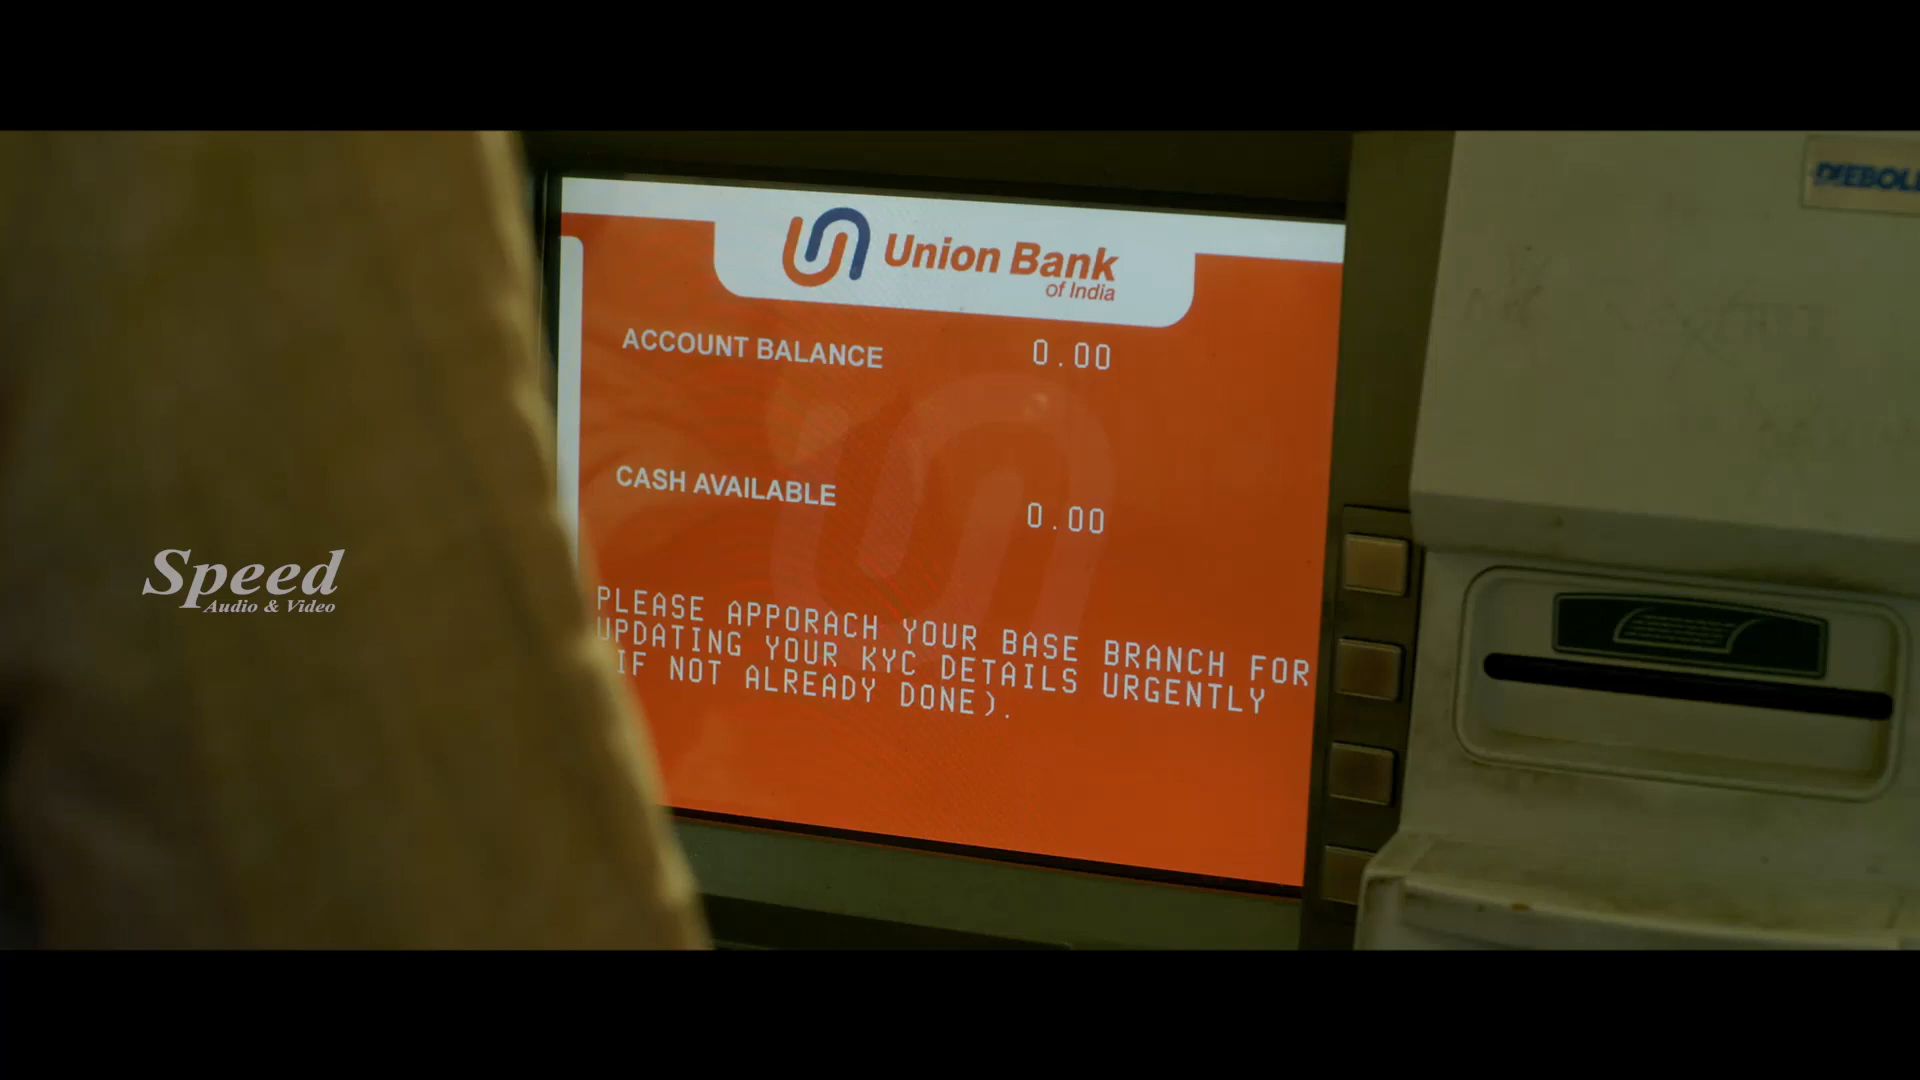 DIEBOL
Union Bank
of India
ACCOUNT BALANCE 0.00
CASH AVAILABLE 0.00
PLEASE APPORACH YOUR BASE BRANCH FOR
UPDATING YOUR KYC DETAILS URGENTLY
IF NOT ALREADY DONE).
Speed
Audio & Video